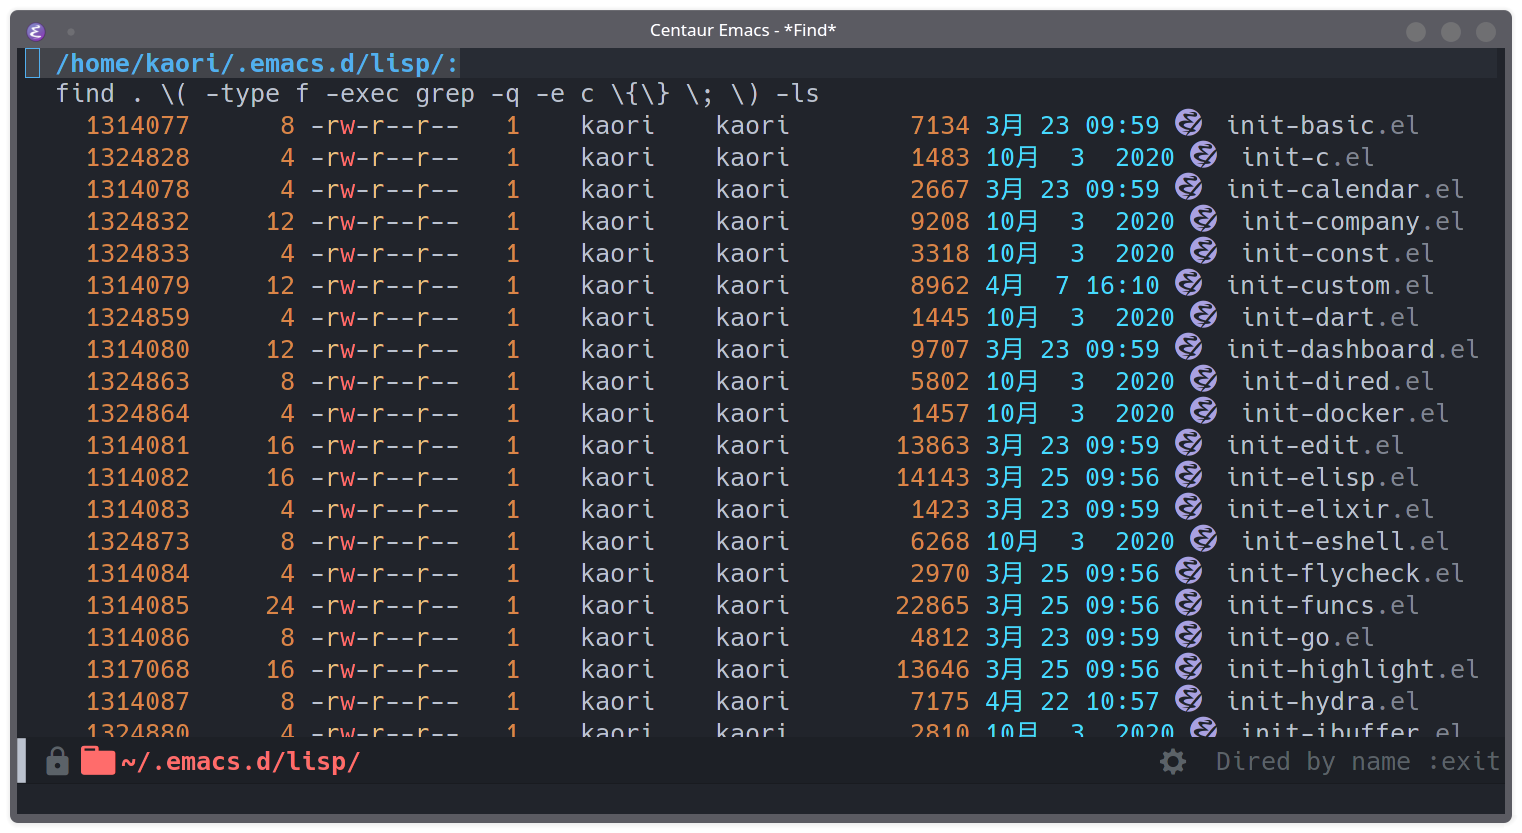 Centaur Emacs - *Find*
/home/kaori/.emacs.d/lisp/:
find . \( -type f -exec grep -q -e c \{\} \; \) -ls
1314077 8 -rw-r--r-- 1 kaori kaori 7134 3月 23 09:59 init-basic.el
1324828 4 -rw-r--r-- 1 kaori kaori 1483 10月 3 2020 init-c.el
1314078 4 -rw-r--r-- 1 kaori kaori 2667 3月 23 09:59 init-calendar.el
1324832 12 -rw-r--r-- 1 kaori kaori 9208 10月 3 2020 init-company.el
1324833 4 -rw-r--r-- 1 kaori kaori 3318 10月 3 2020 init-const.el
1314079 12 -rw-r--r-- 1 kaori kaori 8962 4月 7 16:10 init-custom.el
1324859 4 -rw-r--r-- 1 kaori kaori 1445 10月 3 2020 init-dart.el
1314080 12 -rw-r--r-- 1 kaori kaori 9707 3月 23 09:59 init-dashboard.el
1324863 8 -rw-r--r-- 1 kaori kaori 5802 10月 3 2020 init-dired.el
1324864 4 -rw-r--r-- 1 kaori kaori 1457 10月 3 2020 init-docker.el
1314081 16 -rw-r--r-- 1 kaori kaori 13863 3月 23 09:59 init-edit.el
1314082 16 -rw-r--r-- 1 kaori kaori 14143 3月 25 09:56 init-elisp.el
1314083 4 -rw-r--r-- 1 kaori kaori 1423 3月 23 09:59 init-elixir.el
1324873 8 -rw-r--r-- 1 kaori kaori 6268 10月 3 2020 init-eshell.el
1314084 4 -rw-r--r-- 1 kaori kaori 2970 3月 25 09:56 init-flycheck.el
1314085 24 -rw-r--r-- 1 kaori kaori 22865 3月 25 09:56 init-funcs.el
1314086 8 -rw-r--r-- 1 kaori kaori 4812 3月 23 09:59 init-go.el
1317068 16 -rw-r--r-- 1 kaori kaori 13646 3月 25 09:56 init-highlight.el
1314087 8 -rw-r--r-- 1 kaori kaori 7175 4月 22 10:57 init-hydra.el
1324880 4 -rw-r--r-- 1 kaori kaori 2810 10月 3 2020 init-ibuffer.el
~/.emacs.d/lisp/ Dired by name :exit